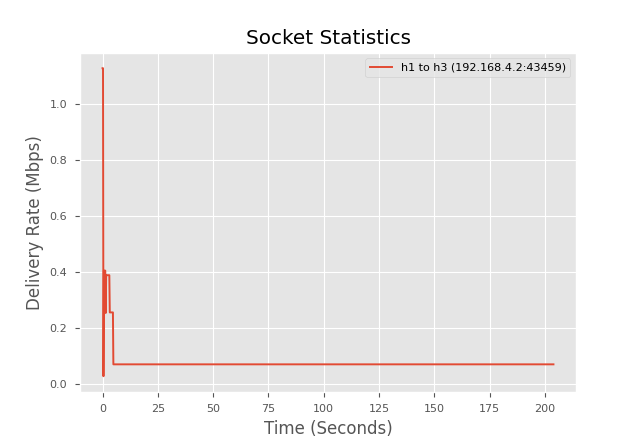 Socket Statistics
h1 to h3 (192.168.4.2:43459)
Delivery Rate (Mbps)
1.0
0.8
0.6
0.4
0.2
0.0
0 25 50 75 100 125 150 175 200
Time (Seconds)